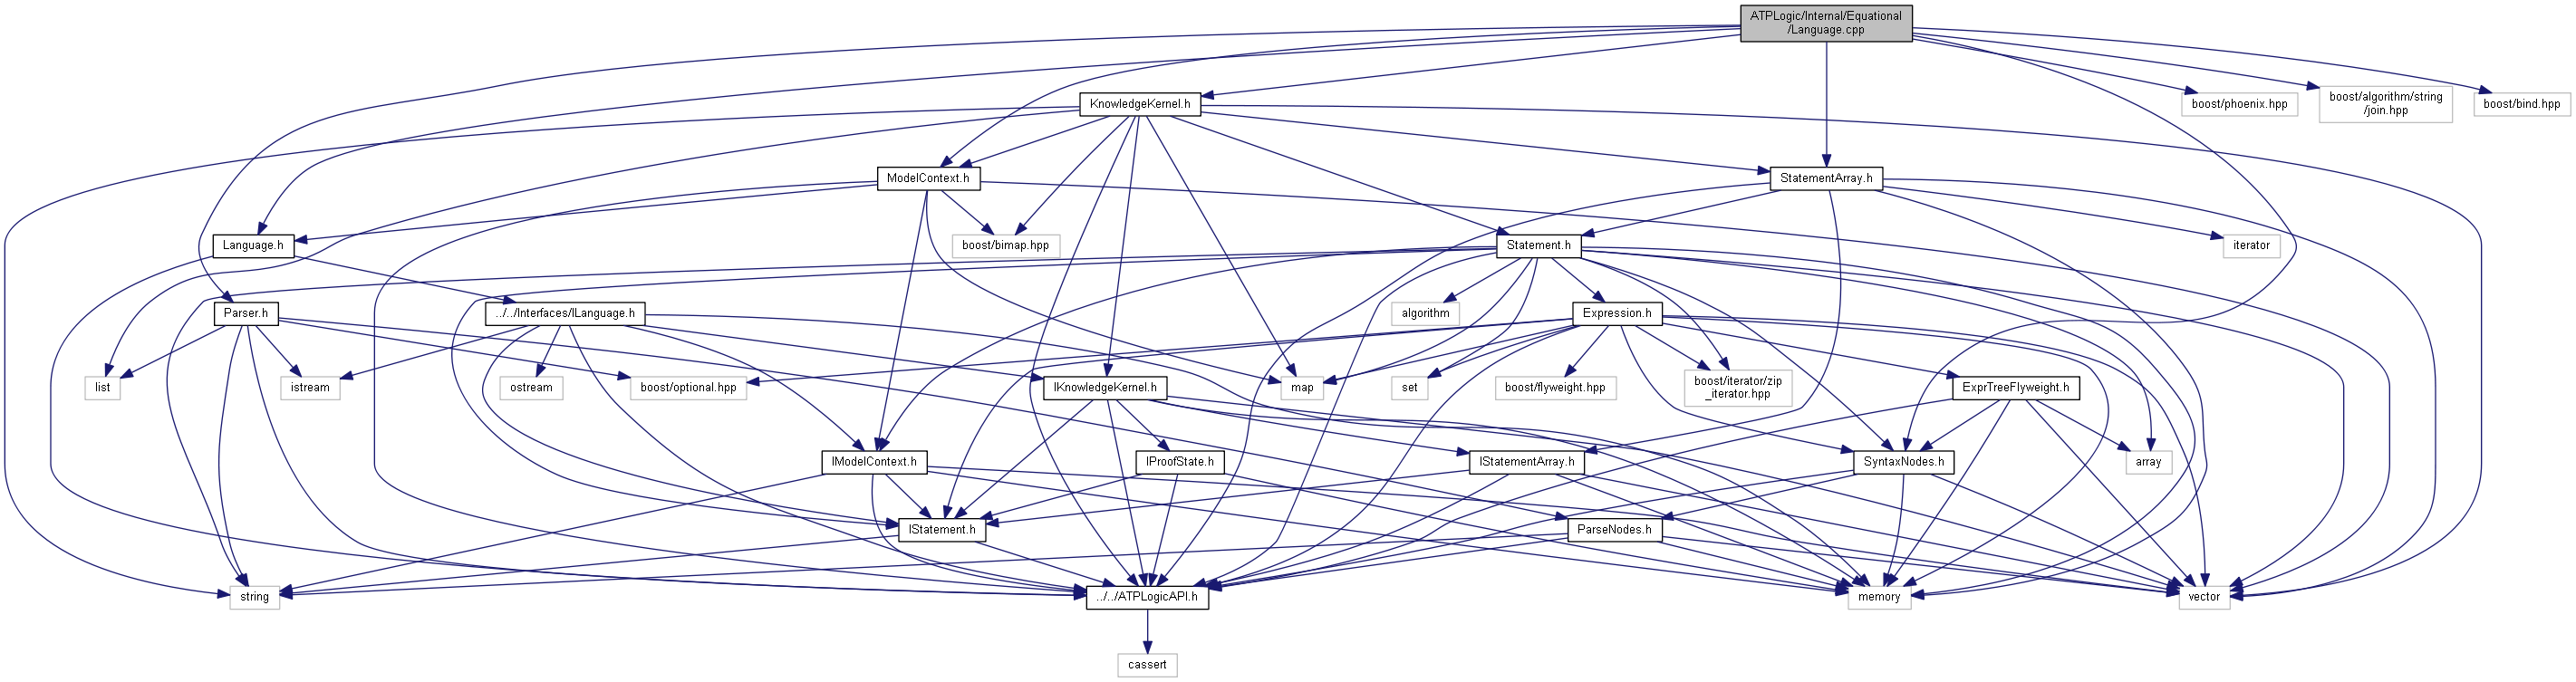 ATPLogic/Internal/Equational
/Language.cpp
KnowledgeKernel.h
boost/phoenix.hpp
boost/algorithm/string
/join.hpp
boost/bind.hpp
ModelContext.h
StatementArray.h
Language.h
boost/bimap.hpp
Statement.h
iterator
Parser.h
../../Interfaces/ILanguage.h
algorithm
Expression.h
list
istream
ostream
boost/optional.hpp
IKnowledgeKernel.h
map
set
boost/flyweight.hpp
boost/iterator/zip
_iterator.hpp
ExprTreeFlyweight.h
IModelContext.h
IProofState.h
IStatementArray.h
SyntaxNodes.h
array
IStatement.h
ParseNodes.h
string
../../ATPLogicAPI.h
memory
vector
cassert